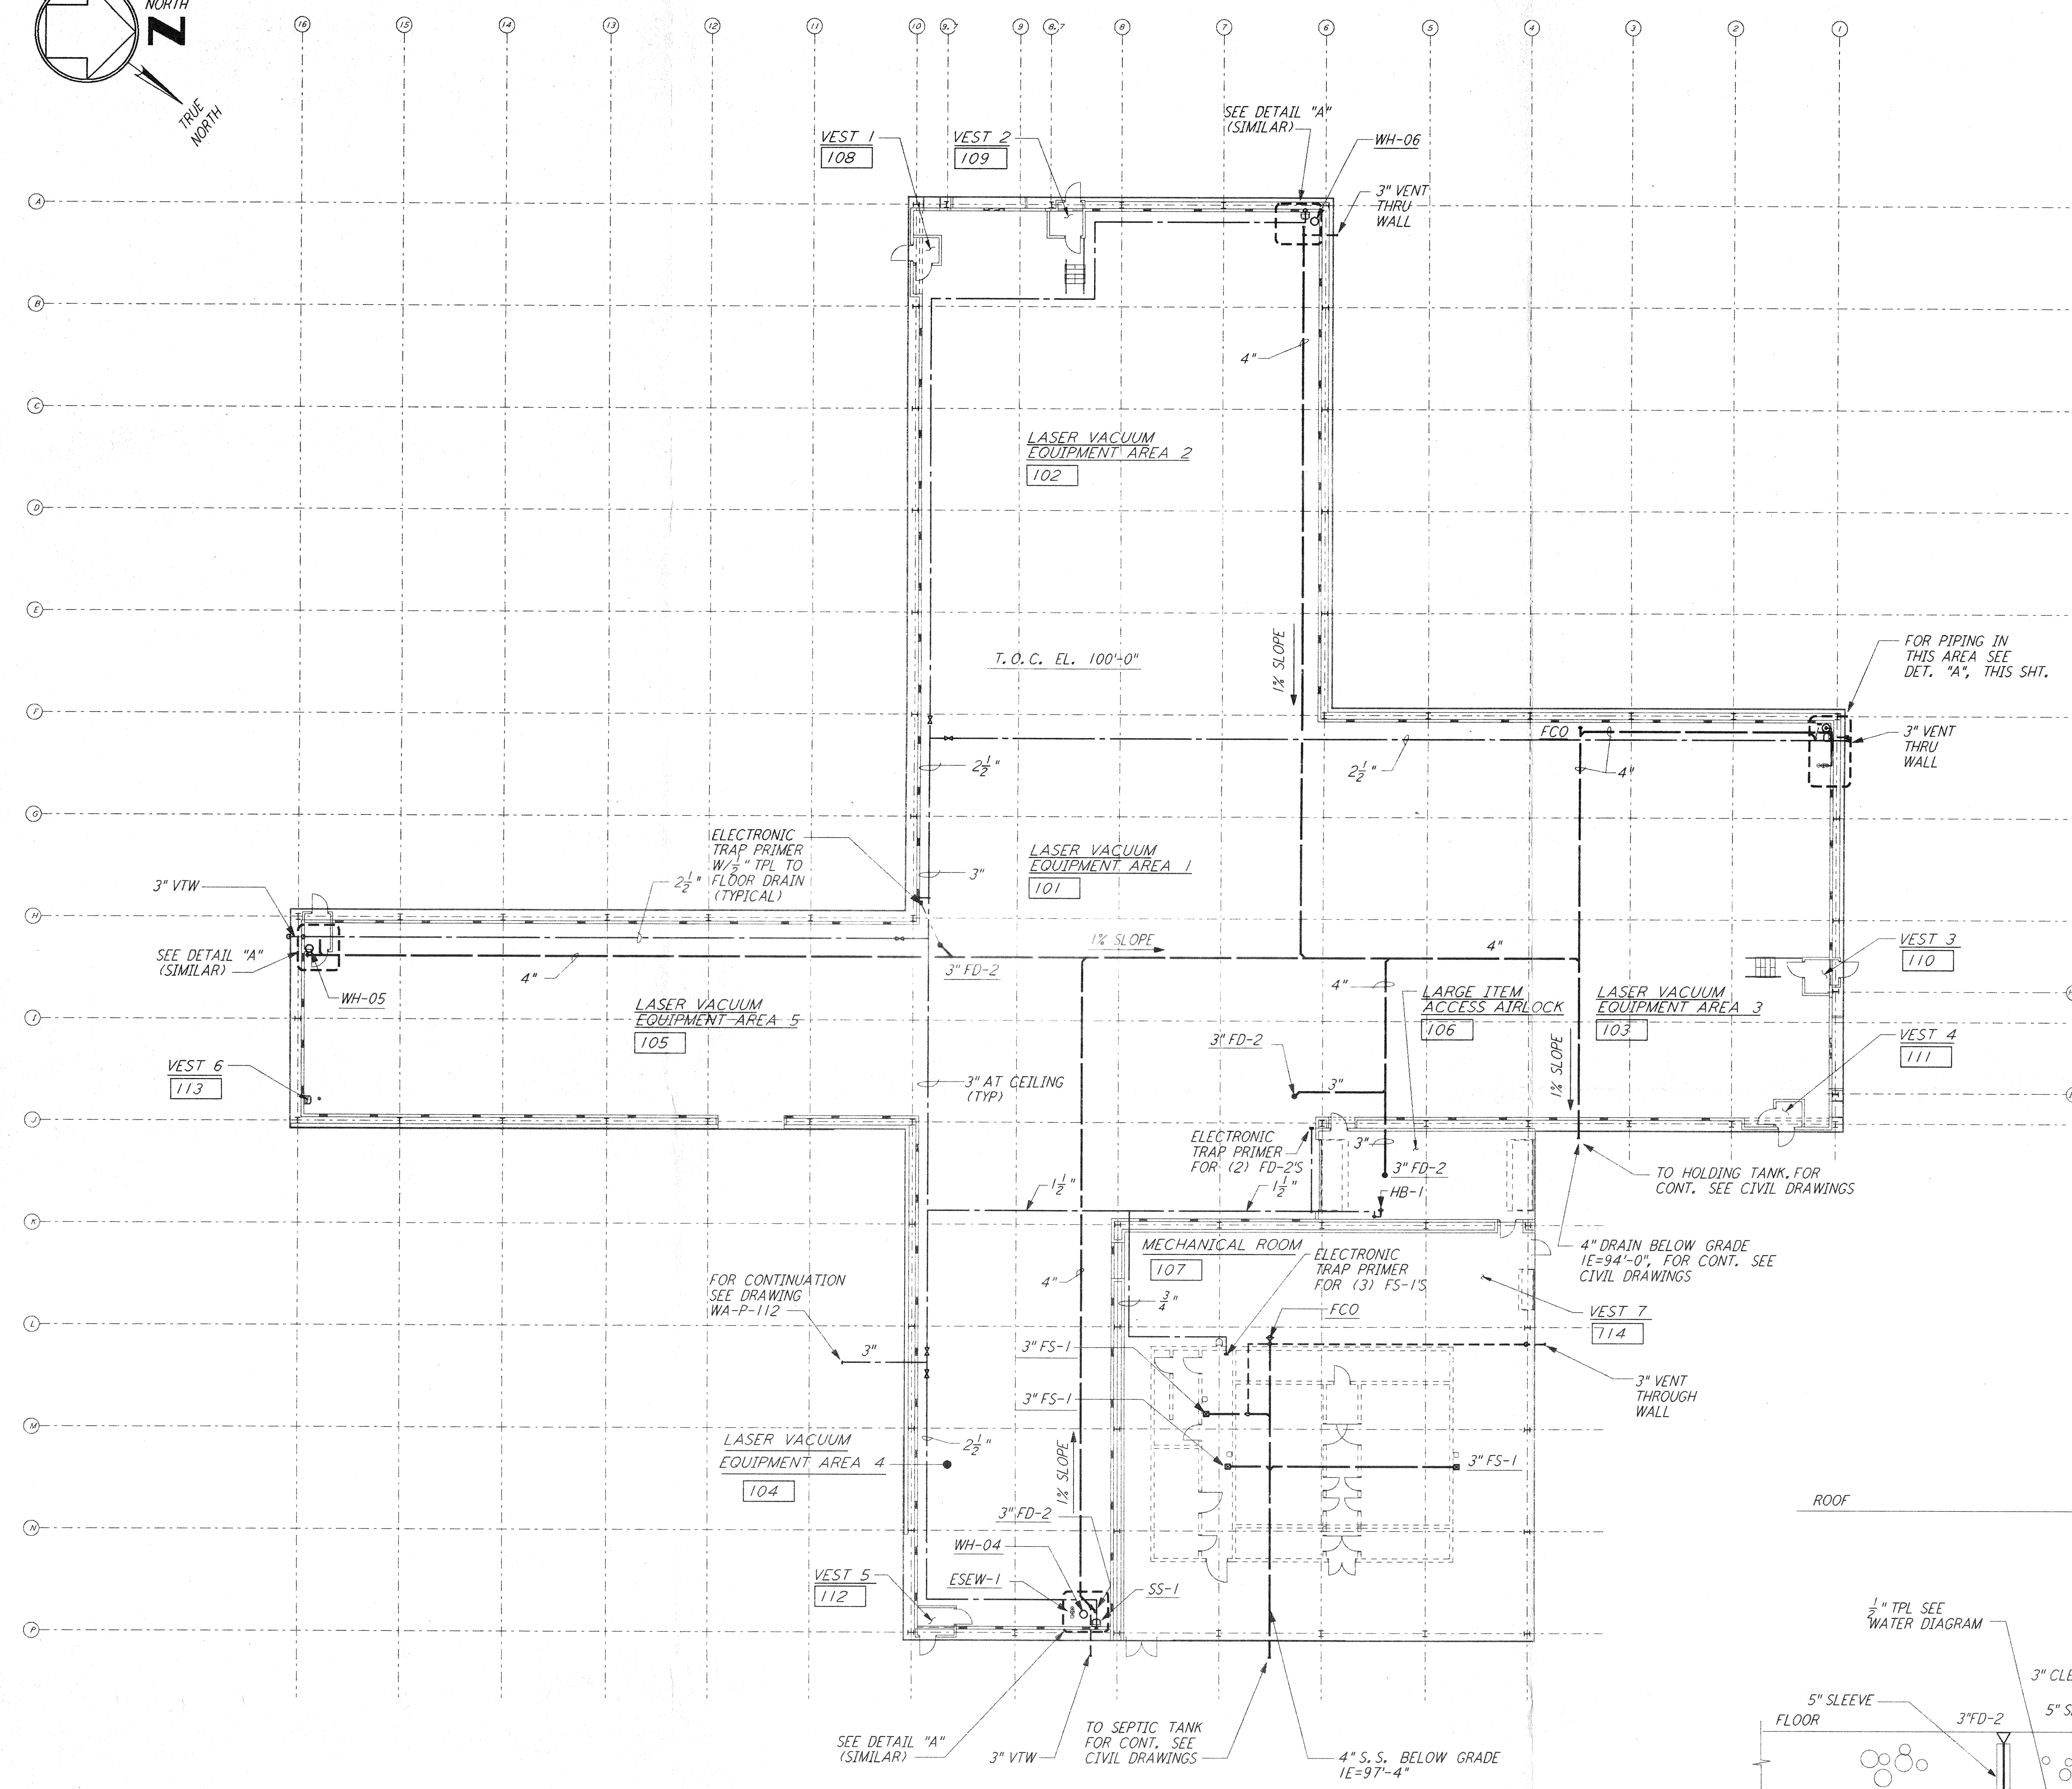 NORTH
Z
TRUE
NORTH
16
15
14
13
12
11
10
9.7
9
8.7
8
7
6
5
4
3
2
1
A
B
C
D
E
F
G
H
I
J
K
L
M
N
P
VEST 1
108
VEST 2
109
SEE DETAIL "A"
(SIMILAR)
WH-06
3" VENT
THRU
WALL
4"
LASER VACUUM
EQUIPMENT AREA 2
102
T.O.C. EL. 100'-0"
1% SLOPE
FOR PIPING IN
THIS AREA SEE
DET. "A", THIS SHT.
FCO
3" VENT
THRU
WALL
2 1/2"
2 1/2"
4"
ELECTRONIC
TRAP PRIMER
W/ 1/2" TPL TO
FLOOR DRAIN
(TYPICAL)
2 1/2"
3"
LASER VACUUM
EQUIPMENT AREA 1
101
3" VTW
SEE DETAIL "A"
(SIMILAR)
WH-05
4"
3" FD-2
1% SLOPE
4"
VEST 3
110
LASER VACUUM
EQUIPMENT AREA 5
105
4"
LARGE ITEM
ACCESS AIRLOCK
106
LASER VACUUM
EQUIPMENT AREA 3
103
VEST 4
111
3" FD-2
1% SLOPE
VEST 6
113
3" AT CEILING
(TYP)
3"
ELECTRONIC
TRAP PRIMER
FOR (2) FD-2'S
3"
3" FD-2
HB-1
TO HOLDING TANK. FOR
CONT. SEE CIVIL DRAWINGS
1 1/2"
1 1/2"
MECHANICAL ROOM
107
ELECTRONIC
TRAP PRIMER
FOR (3) FS-1'S
4" DRAIN BELOW GRADE
IE=94'-0", FOR CONT. SEE
CIVIL DRAWINGS
FOR CONTINUATION
SEE DRAWING
WA-P-112
4"
3/4"
FCO
VEST 7
114
3"
3" FS-1
3" FS-1
3" VENT
THROUGH
WALL
LASER VACUUM
EQUIPMENT AREA 4
104
2 1/2"
1% SLOPE
3" FS-1
3" FD-2
WH-04
ESEW-1
SS-1
VEST 5
112
ROOF
1/2" TPL SEE
WATER DIAGRAM
5" SLEEVE
FLOOR
3"FD-2
SEE DETAIL "A"
(SIMILAR)
3" VTW
TO SEPTIC TANK
FOR CONT. SEE
CIVIL DRAWINGS
4" S.S. BELOW GRADE
IE=97'-4"